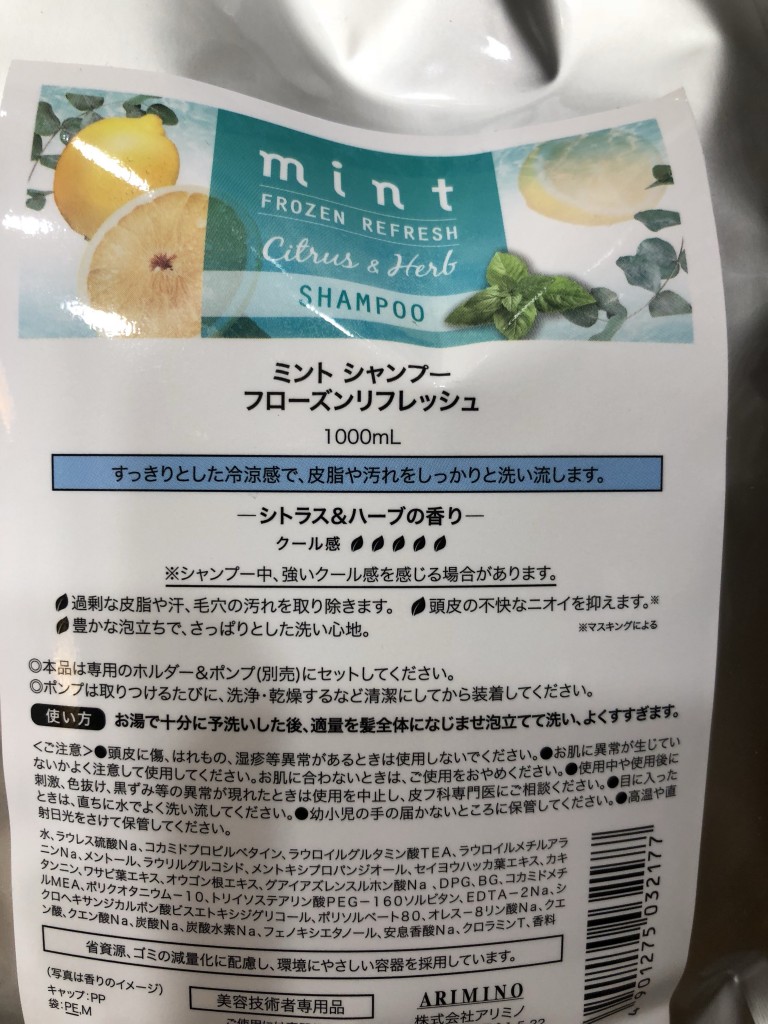 mint
FROZEN REFRESH
Citrus & Herb
SHAMPOO
ミント シャンプー
フローズンリフレッシュ
1000mL
すっきりとした冷涼感で、皮脂や汚れをしっかりと洗い流します。
―シトラス&ハーブの香り―
クール感
※シャンプー中、強いクール感を感じる場合があります。
過剰な皮脂や汗、毛穴の汚れを取り除きます。 頭皮の不快なニオイを抑えます。※
豊かな泡立ちで、さっぱりとした洗い心地。 ※マスキングによる
◎本品は専用のホルダー&ポンプ(別売)にセットしてください。
◎ポンプは取りつけるたびに、洗浄・乾燥するなど清潔にしてから装着してください。
使い方 お湯で十分に予洗いした後、適量を髪全体になじませ泡立てて洗い、よくすすぎます。
<ご注意>●頭皮に傷、はれもの、湿疹等異常があるときは使用しないでください。●お肌に異常が生じてい
ないかよく注意して使用してください。お肌に合わないときは、ご使用をおやめください。●使用中や使用後に
刺激、色抜け、黒ずみ等の異常が現れたときは使用を中止し、皮フ科専門医にご相談ください。●目に入った
ときは、直ちに水でよく洗い流してください。●幼小児の手の届かないところに保管してください。●高温や直
射日光をさけて保管してください。
水、ラウレス硫酸Na、コカミドプロピルベタイン、ラウロイルグルタミン酸TEA、ラウロイルメチルアラ
ニンNa、メントール、ラウリルグルコシド、メントキシプロパンジオール、セイヨウハッカ葉エキス、カキ
タンニン、ワサビ葉エキス、オウゴン根エキス、グアイアズレンスルホン酸Na、DPG、BG、コカミドメチ
ルMEA、ポリクオタニウム-10、トリイソステアリン酸PEG-160ソルビタン、EDTA-2Na、シ
クロヘキサンジカルボン酸ビスエトキシジグリコール、ポリソルベート80、オレス-8リン酸Na、クエ
ン酸、クエン酸Na、炭酸Na、炭酸水素Na、フェノキシエタノール、安息香酸Na、クロラミンT、香料
省資源、ゴミの減量化に配慮し、環境にやさしい容器を採用しています。
(写真は香りのイメージ)
キャップ:PP
袋:PE,M
美容技術者専用品
ARIMINO
株式会社アリミノ
4 901275 032177